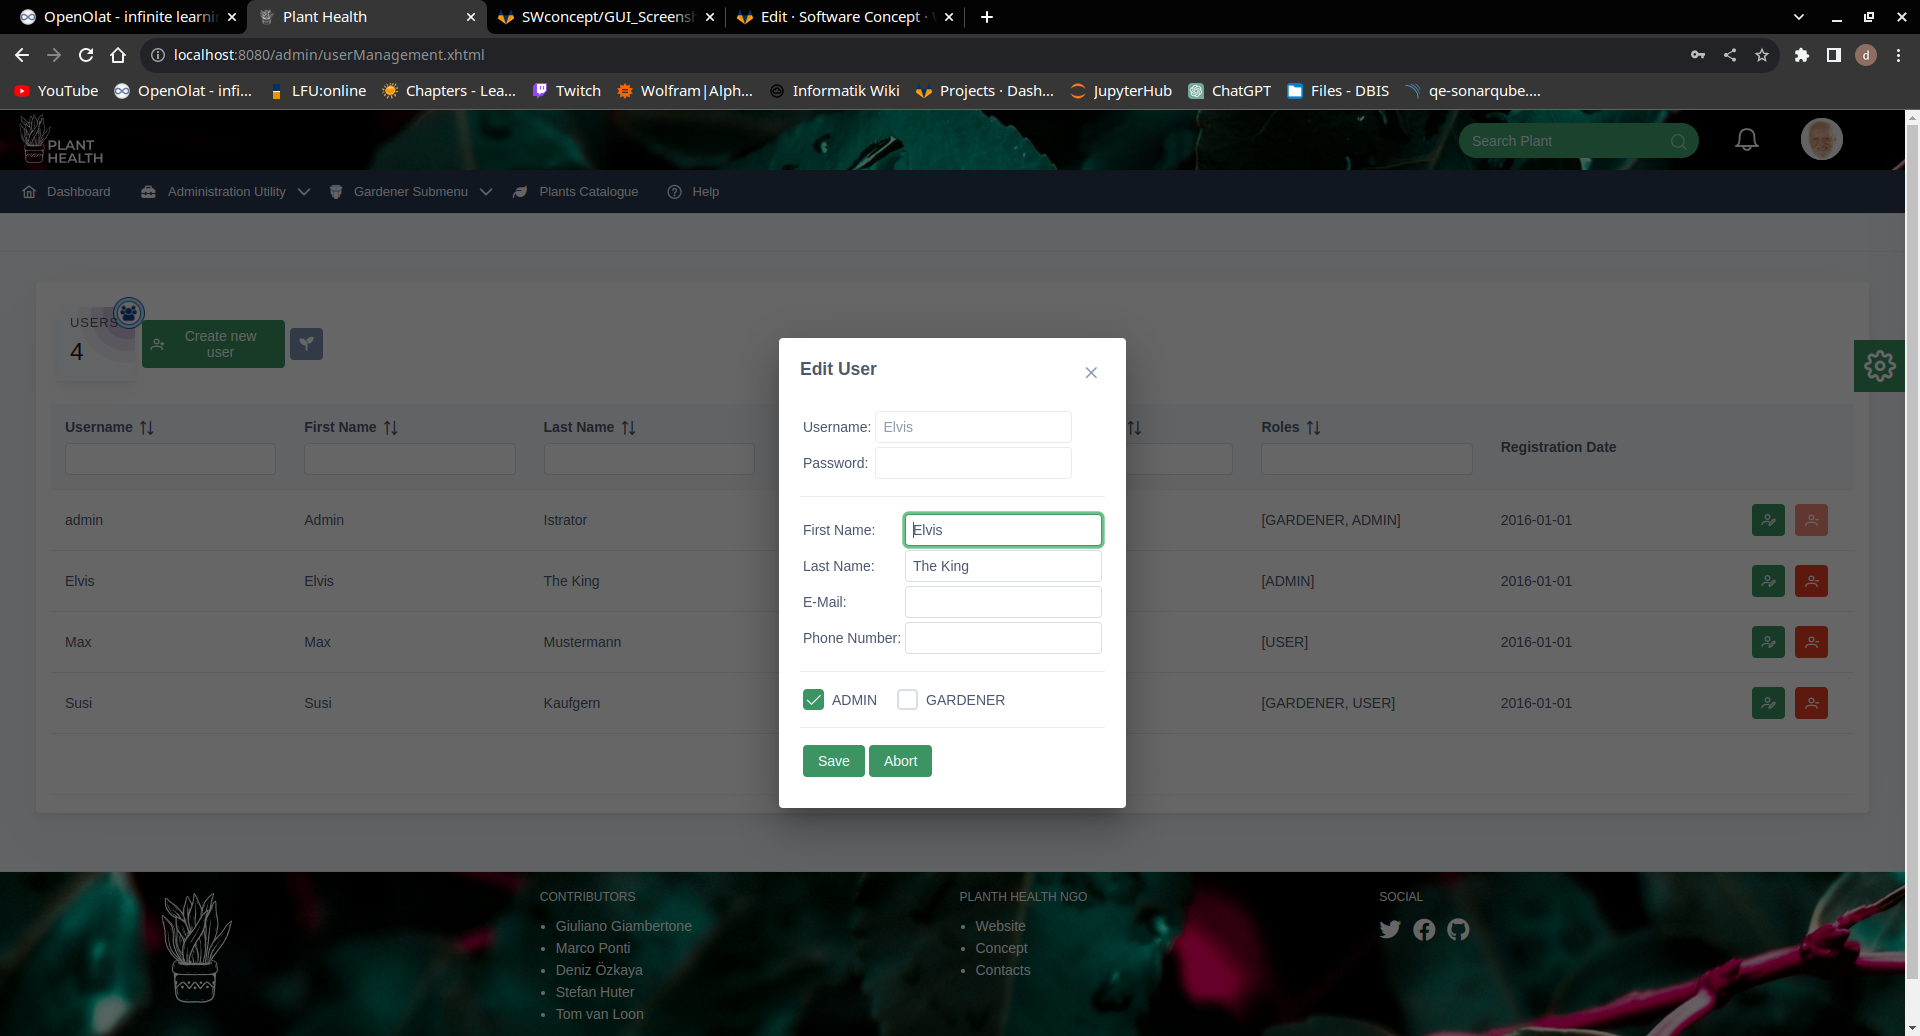 OpenOlat - infinite learni
Plant Health
SWconcept/GUI_Screensh
Edit · Software Concept ·
localhost:8080/admin/userManagement.xhtml
d
YouTube
OpenOlat - infi...
LFU:online
Chapters - Lea...
Twitch
Wolfram|Alph...
Informatik Wiki
Projects · Dash...
JupyterHub
ChatGPT
Files - DBIS
qe-sonarqube....
PLANT
HEALTH
Search Plant
Dashboard
Administration Utility
Gardener Submenu
Plants Catalogue
Help
USERS
4
Create new
user
Username
First Name
Last Name
Roles
Registration Date
admin
Admin
Istrator
[GARDENER, ADMIN]
2016-01-01
Elvis
Elvis
The King
[ADMIN]
2016-01-01
Max
Max
Mustermann
[USER]
2016-01-01
Susi
Susi
Kaufgern
[GARDENER, USER]
2016-01-01
Edit User
Username:
Elvis
Password:
First Name:
Elvis
Last Name:
The King
E-Mail:
Phone Number:
ADMIN
GARDENER
Save
Abort
CONTRIBUTORS
Giuliano Giambertone
Marco Ponti
Deniz Özkaya
Stefan Huter
Tom van Loon
PLANTH HEALTH NGO
Website
Concept
Contacts
SOCIAL